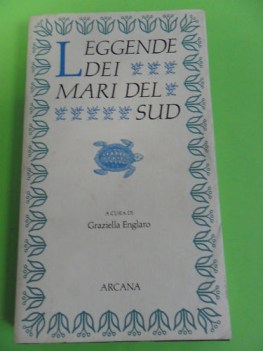 LEGGENDE
DEI
MARI DEL
SUD
A CURA DI
Graziella Englaro
ARCANA